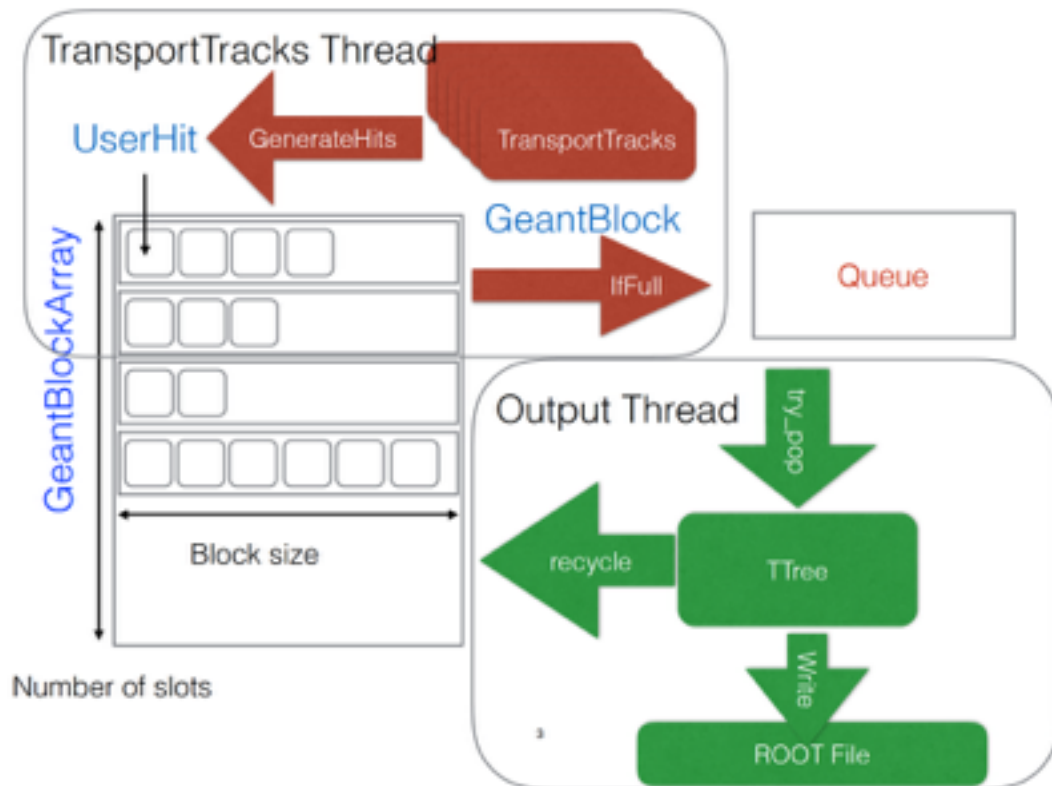 TransportTracks Thread
UserHit
GenerateHits
TransportTracks
GeantBlock
IfFull
Queue
GeantBlockArray
Block size
Number of slots
Output Thread
try_pop
recycle
TTree
Write
3
ROOT File